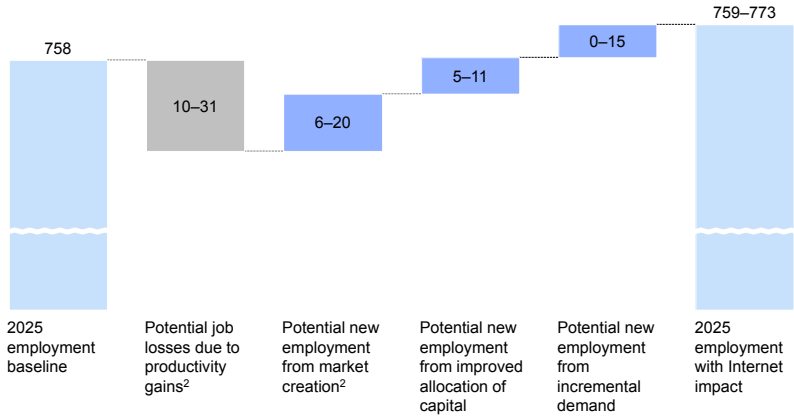 758
10–31
6–20
5–11
0–15
759–773
2025
employment
baseline
Potential job
losses due to
productivity
gains²
Potential new
employment
from market
creation²
Potential new
employment
from improved
allocation of
capital
Potential new
employment
from
incremental
demand
2025
employment
with Internet
impact